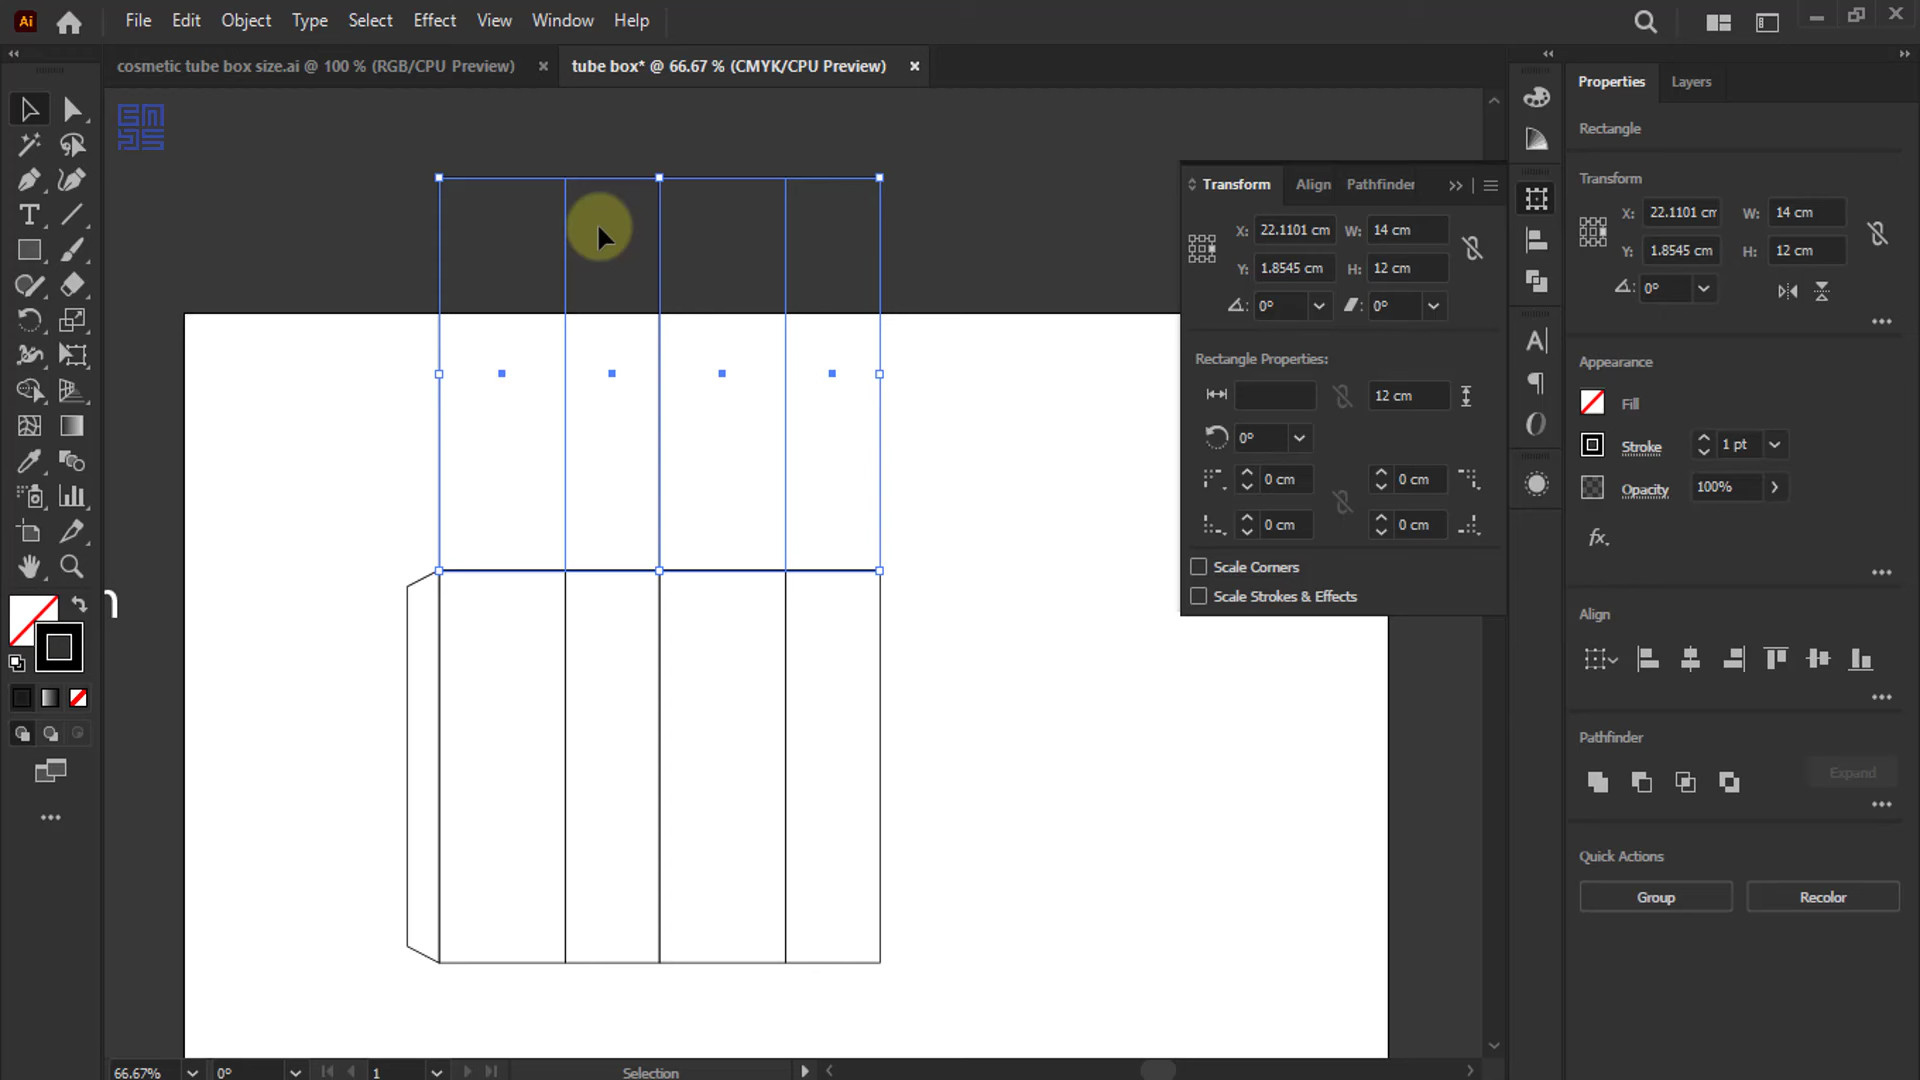 Ai File Edit Object Type Select Effect View Window Help
cosmetic tube box size.ai @ 100 % (RGB/CPU Preview) × tube box* @ 66.67 % (CMYK/CPU Preview) ×
Properties Layers
Rectangle
Transform
X: 22.1101 cm W: 14 cm
Y: 1.8545 cm H: 12 cm
0°
Transform Align Pathfinder
X: 22.1101 cm W: 14 cm
Y: 1.8545 cm H: 12 cm
0° 0°
Rectangle Properties:
12 cm
0°
0 cm 0 cm
0 cm 0 cm
Scale Corners
Scale Strokes & Effects
Appearance
Fill
Stroke 1 pt
Opacity 100%
fx.
Align
Pathfinder
Expand
Quick Actions
Group Recolor
n
66.67% 0° 1 Selection